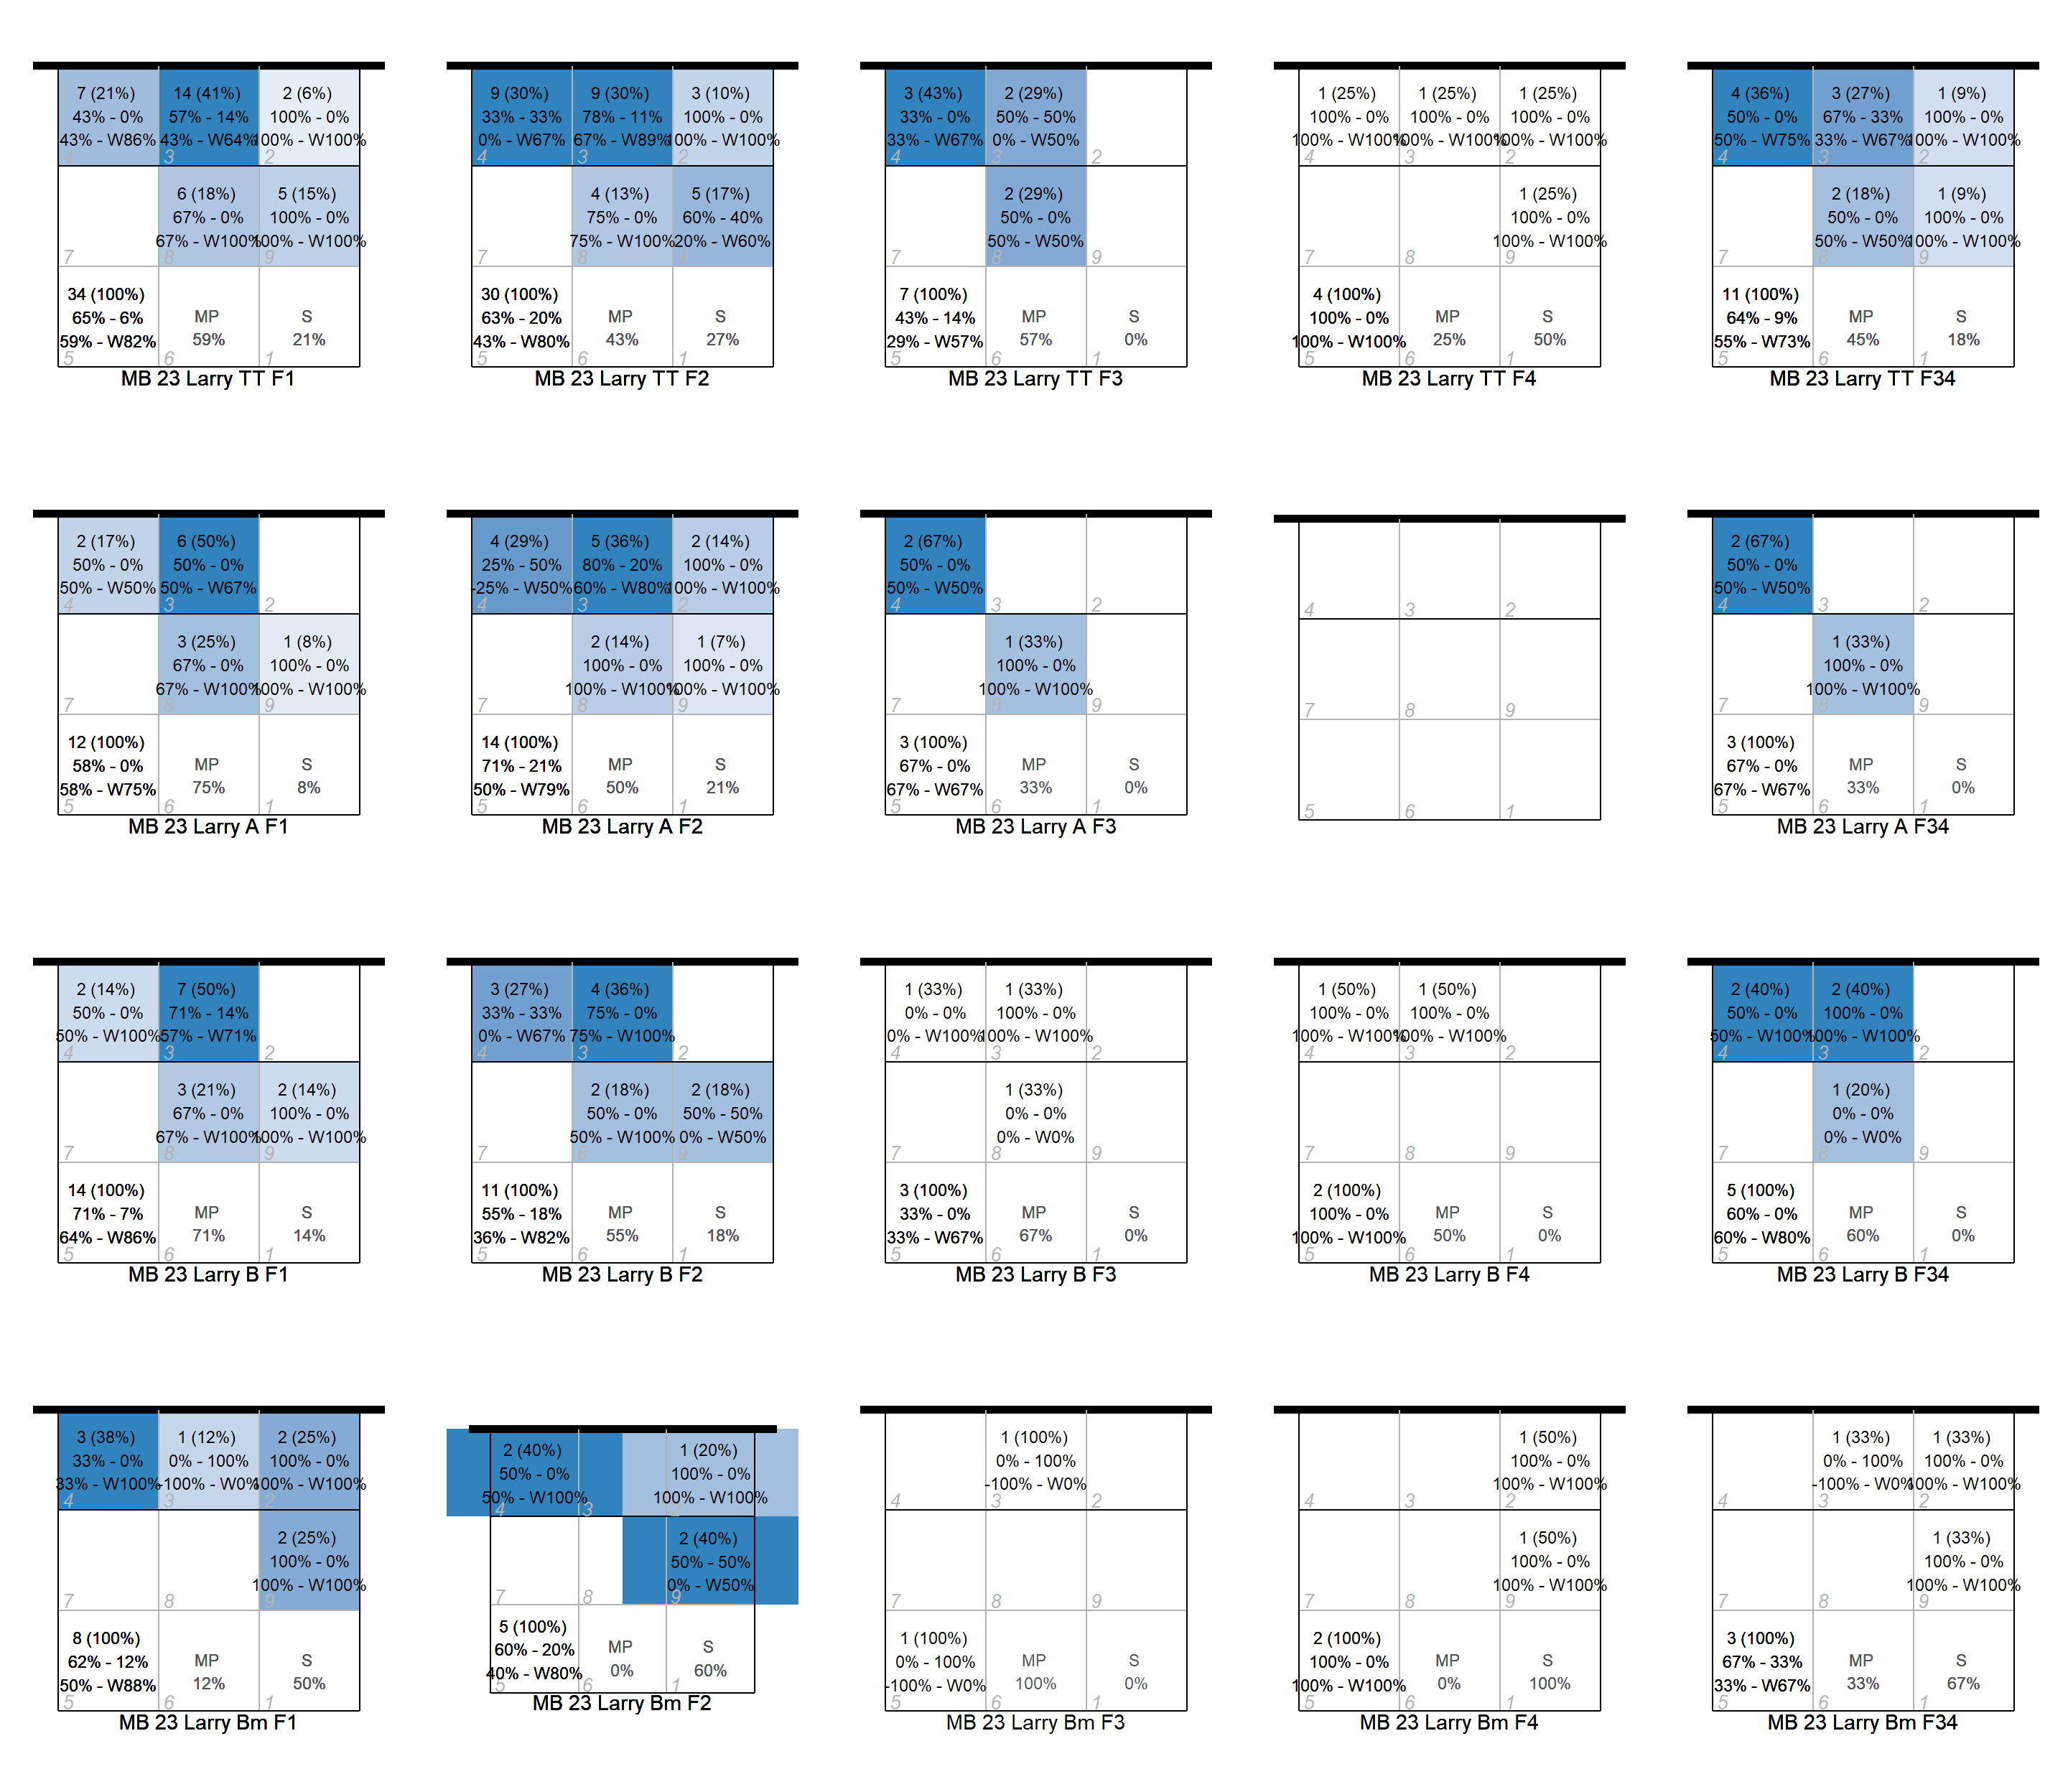 7 (21%) 14 (41%) 2 (6%)
43% - 0% 57% - 14% 100% - 0%
43% - W86% 43% - W64% 100% - W100%
4 3 2
6 (18%) 5 (15%)
67% - 0% 100% - 0%
67% - W100% 100% - W100%
7 8 9
34 (100%)
65% - 6% MP S
59% - W82% 59% 21%
5 6 1
MB 23 Larry TT F1
9 (30%) 9 (30%) 3 (10%)
33% - 33% 78% - 11% 100% - 0%
0% - W67% 67% - W89% 100% - W100%
4 3 2
4 (13%) 5 (17%)
75% - 0% 60% - 40%
75% - W100% 20% - W60%
7 8 9
30 (100%)
63% - 20% MP S
43% - W80% 43% 27%
5 6 1
MB 23 Larry TT F2
3 (43%) 2 (29%)
33% - 0% 50% - 50%
33% - W67% 0% - W50%
4 3 2
2 (29%)
50% - 0%
50% - W50%
7 8 9
7 (100%)
43% - 14% MP S
29% - W57% 57% 0%
5 6 1
MB 23 Larry TT F3
1 (25%) 1 (25%) 1 (25%)
100% - 0% 100% - 0% 100% - 0%
100% - W100% 100% - W100% 100% - W100%
4 3 2
1 (25%)
100% - 0%
100% - W100%
7 8 9
4 (100%)
100% - 0% MP S
100% - W100% 25% 50%
5 6 1
MB 23 Larry TT F4
4 (36%) 3 (27%) 1 (9%)
50% - 0% 67% - 33% 100% - 0%
50% - W75% 33% - W67% 100% - W100%
4 3 2
2 (18%) 1 (9%)
50% - 0% 100% - 0%
50% - W50% 100% - W100%
7 8 9
11 (100%)
64% - 9% MP S
55% - W73% 45% 18%
5 6 1
MB 23 Larry TT F34
2 (17%) 6 (50%)
50% - 0% 50% - 0%
50% - W50% 50% - W67%
4 3 2
3 (25%) 1 (8%)
67% - 0% 100% - 0%
67% - W100% 100% - W100%
7 8 9
12 (100%)
58% - 0% MP S
58% - W75% 75% 8%
5 6 1
MB 23 Larry A F1
4 (29%) 5 (36%) 2 (14%)
25% - 50% 80% - 20% 100% - 0%
-25% - W50% 60% - W80% 100% - W100%
4 3 2
2 (14%) 1 (7%)
100% - 0% 100% - 0%
100% - W100% 100% - W100%
7 8 9
14 (100%)
71% - 21% MP S
50% - W79% 50% 21%
5 6 1
MB 23 Larry A F2
2 (67%)
50% - 0%
50% - W50%
4 3 2
1 (33%)
100% - 0%
100% - W100%
7 8 9
3 (100%)
67% - 0% MP S
67% - W67% 33% 0%
5 6 1
MB 23 Larry A F3
4 3 2
7 8 9
5 6 1
2 (67%)
50% - 0%
50% - W50%
4 3 2
1 (33%)
100% - 0%
100% - W100%
7 8 9
3 (100%)
67% - 0% MP S
67% - W67% 33% 0%
5 6 1
MB 23 Larry A F34
2 (14%) 7 (50%)
50% - 0% 71% - 14%
50% - W100% 57% - W71%
4 3 2
3 (21%) 2 (14%)
67% - 0% 100% - 0%
67% - W100% 100% - W100%
7 8 9
14 (100%)
71% - 7% MP S
64% - W86% 71% 14%
5 6 1
MB 23 Larry B F1
3 (27%) 4 (36%)
33% - 33% 75% - 0%
0% - W67% 75% - W100%
4 3 2
2 (18%) 2 (18%)
50% - 0% 50% - 50%
50% - W100% 0% - W50%
7 8 9
11 (100%)
55% - 18% MP S
36% - W82% 55% 18%
5 6 1
MB 23 Larry B F2
1 (33%) 1 (33%)
0% - 0% 100% - 0%
0% - W100% 100% - W100%
4 3 2
1 (33%)
0% - 0%
0% - W0%
7 8 9
3 (100%)
33% - 0% MP S
33% - W67% 67% 0%
5 6 1
MB 23 Larry B F3
1 (50%) 1 (50%)
100% - 0% 100% - 0%
100% - W100% 100% - W100%
4 3 2
7 8 9
2 (100%)
100% - 0% MP S
100% - W100% 50% 0%
5 6 1
MB 23 Larry B F4
2 (40%) 2 (40%)
50% - 0% 100% - 0%
50% - W100% 100% - W100%
4 3 2
1 (20%)
0% - 0%
0% - W0%
7 8 9
5 (100%)
60% - 0% MP S
60% - W80% 60% 0%
5 6 1
MB 23 Larry B F34
3 (38%) 1 (12%) 2 (25%)
33% - 0% 0% - 100% 100% - 0%
33% - W100% -100% - W0% 100% - W100%
4 3 2
2 (25%)
100% - 0%
100% - W100%
7 8 9
8 (100%)
62% - 12% MP S
50% - W88% 12% 50%
5 6 1
MB 23 Larry Bm F1
2 (40%) 1 (20%)
50% - 0% 100% - 0%
50% - W100% 100% - W100%
4 3 2
2 (40%)
50% - 50%
0% - W50%
7 8 9
5 (100%)
60% - 20% MP S
40% - W80% 0% 60%
5 6 1
MB 23 Larry Bm F2
1 (100%)
0% - 100%
-100% - W0%
4 3 2
7 8 9
1 (100%)
0% - 100% MP S
-100% - W0% 100% 0%
5 6 1
MB 23 Larry Bm F3
1 (50%)
100% - 0%
100% - W100%
4 3 2
1 (50%)
100% - 0%
100% - W100%
7 8 9
2 (100%)
100% - 0% MP S
100% - W100% 0% 100%
5 6 1
MB 23 Larry Bm F4
1 (33%) 1 (33%)
0% - 100% 100% - 0%
-100% - W0% 100% - W100%
4 3 2
1 (33%)
100% - 0%
100% - W100%
7 8 9
3 (100%)
67% - 33% MP S
33% - W67% 33% 67%
5 6 1
MB 23 Larry Bm F34